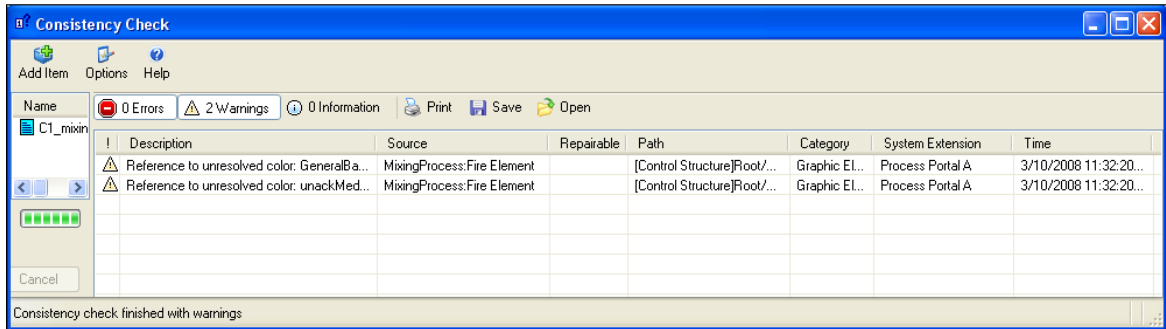 Consistency Check
Add Item Options Help
Name
C1_mixin
0 Errors 2 Warnings 0 Information Print Save Open
! Description Source Repairable Path Category System Extension Time
Reference to unresolved color: GeneralBa... MixingProcess:Fire Element [Control Structure]Root/... Graphic El... Process Portal A 3/10/2008 11:32:20...
Reference to unresolved color: unackMed... MixingProcess:Fire Element [Control Structure]Root/... Graphic El... Process Portal A 3/10/2008 11:32:20...
Cancel
Consistency check finished with warnings